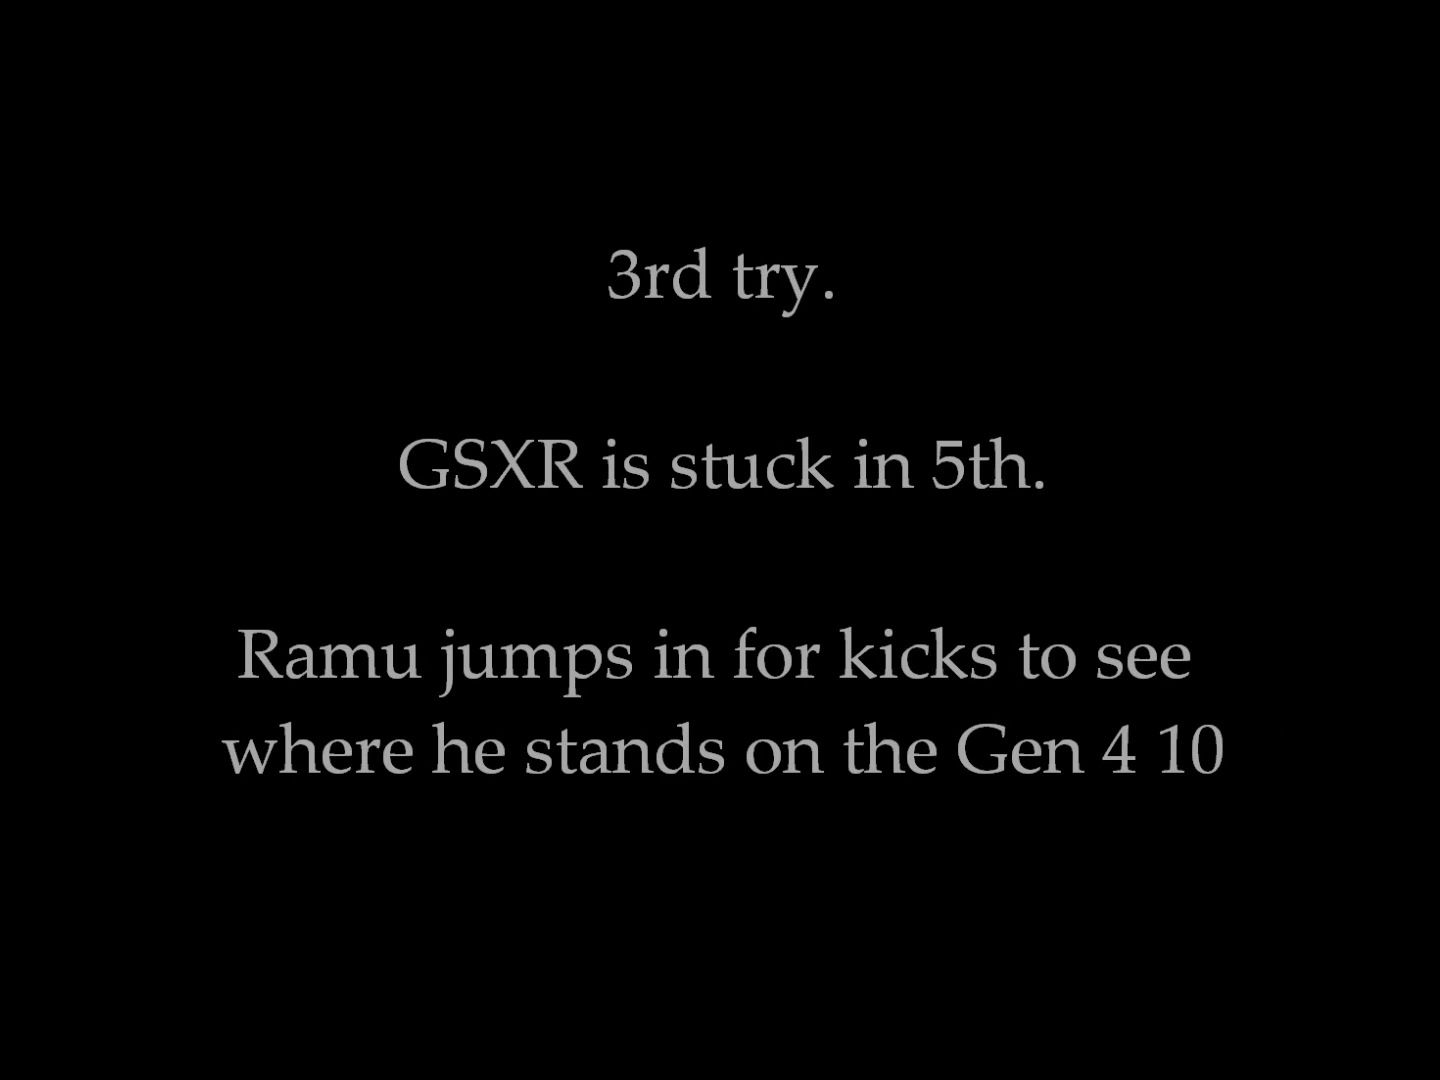 3rd try.
GSXR is stuck in 5th.
Ramu jumps in for kicks to see
where he stands on the Gen 4 10